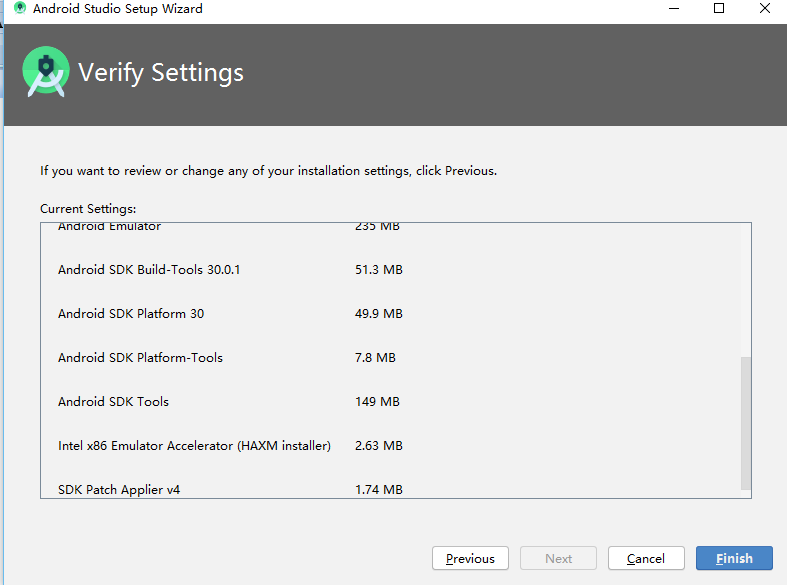 Android Studio Setup Wizard
Verify Settings
If you want to review or change any of your installation settings, click Previous.
Current Settings:
Android Emulator 235 MB
Android SDK Build-Tools 30.0.1 51.3 MB
Android SDK Platform 30 49.9 MB
Android SDK Platform-Tools 7.8 MB
Android SDK Tools 149 MB
Intel x86 Emulator Accelerator (HAXM installer) 2.63 MB
SDK Patch Applier v4 1.74 MB
Previous Next Cancel Finish